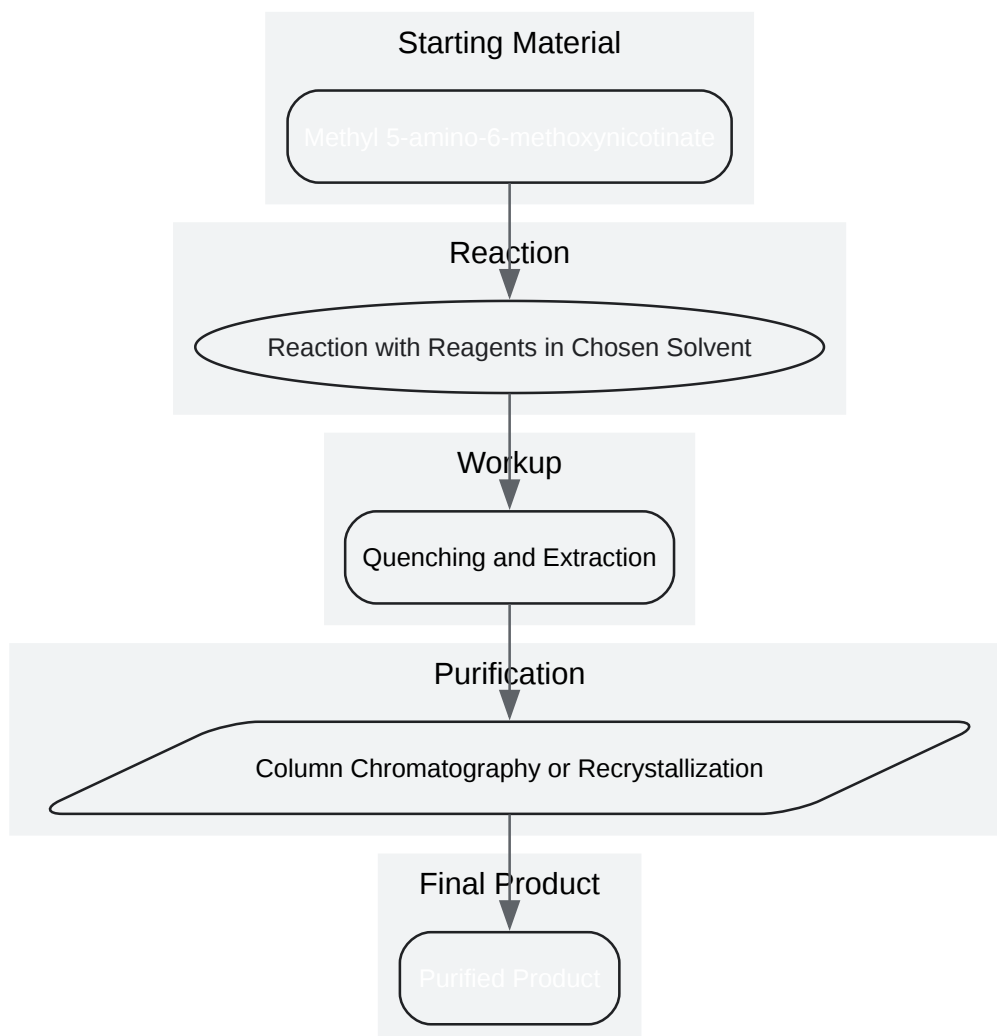 Starting Material
Methyl 5-amino-6-methoxynicotinate
Reaction
Reaction with Reagents in Chosen Solvent
Workup
Quenching and Extraction
Purification
Column Chromatography or Recrystallization
Final Product
Purified Product